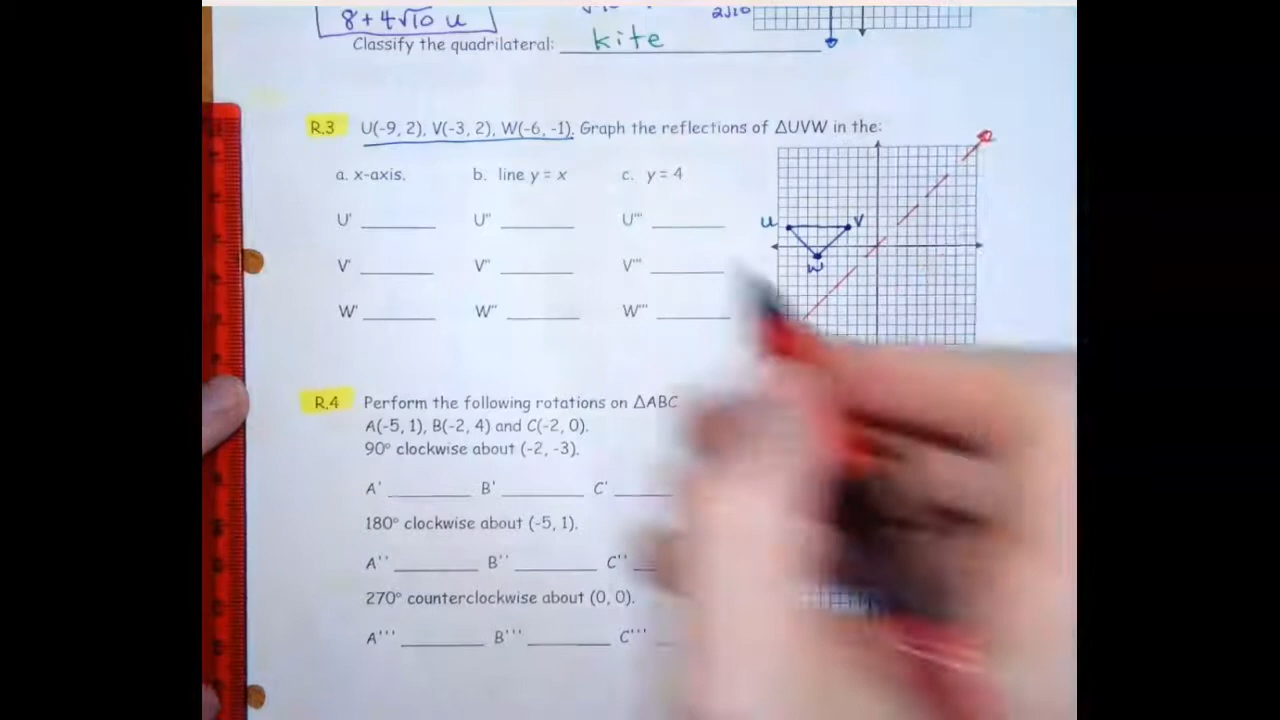 8 + 4√10 u
2√10
Classify the quadrilateral: kite
R.3 U(-9, 2), V(-3, 2), W(-6, -1). Graph the reflections of ΔUVW in the:
a. x-axis. b. line y = x c. y = 4
U' U'' U'''
V' V'' V'''
W' W'' W'''
U V
W
R.4 Perform the following rotations on ΔABC
A(-5, 1), B(-2, 4) and C(-2, 0).
90° clockwise about (-2, -3).
A' B' C'
180° clockwise about (-5, 1).
A'' B'' C''
270° counterclockwise about (0, 0).
A''' B''' C'''